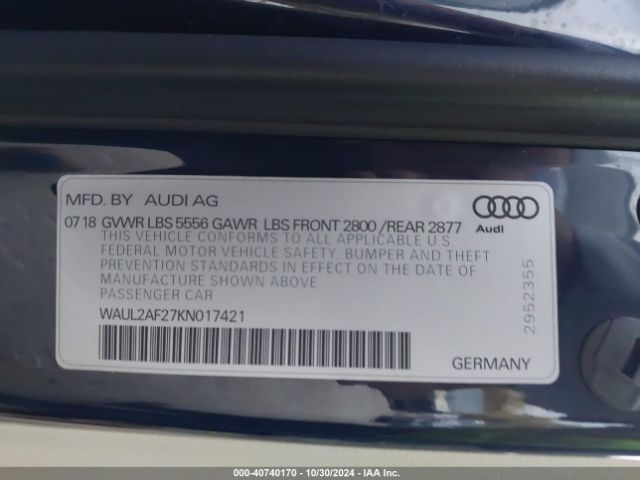 MFD. BY AUDI AG
07 18 GVWR LBS 5556 GAWR LBS FRONT 2800 /REAR 2877
THIS VEHICLE CONFORMS TO ALL APPLICABLE U S
FEDERAL MOTOR VEHICLE SAFETY, BUMPER AND THEFT
PREVENTION STANDARDS IN EFFECT ON THE DATE OF
MANUFACTURE SHOWN ABOVE
PASSENGER CAR
WAUL2AF27KN017421
Audi
2952355
GERMANY
000-40740170 - 10/30/2024 - IAA Inc.